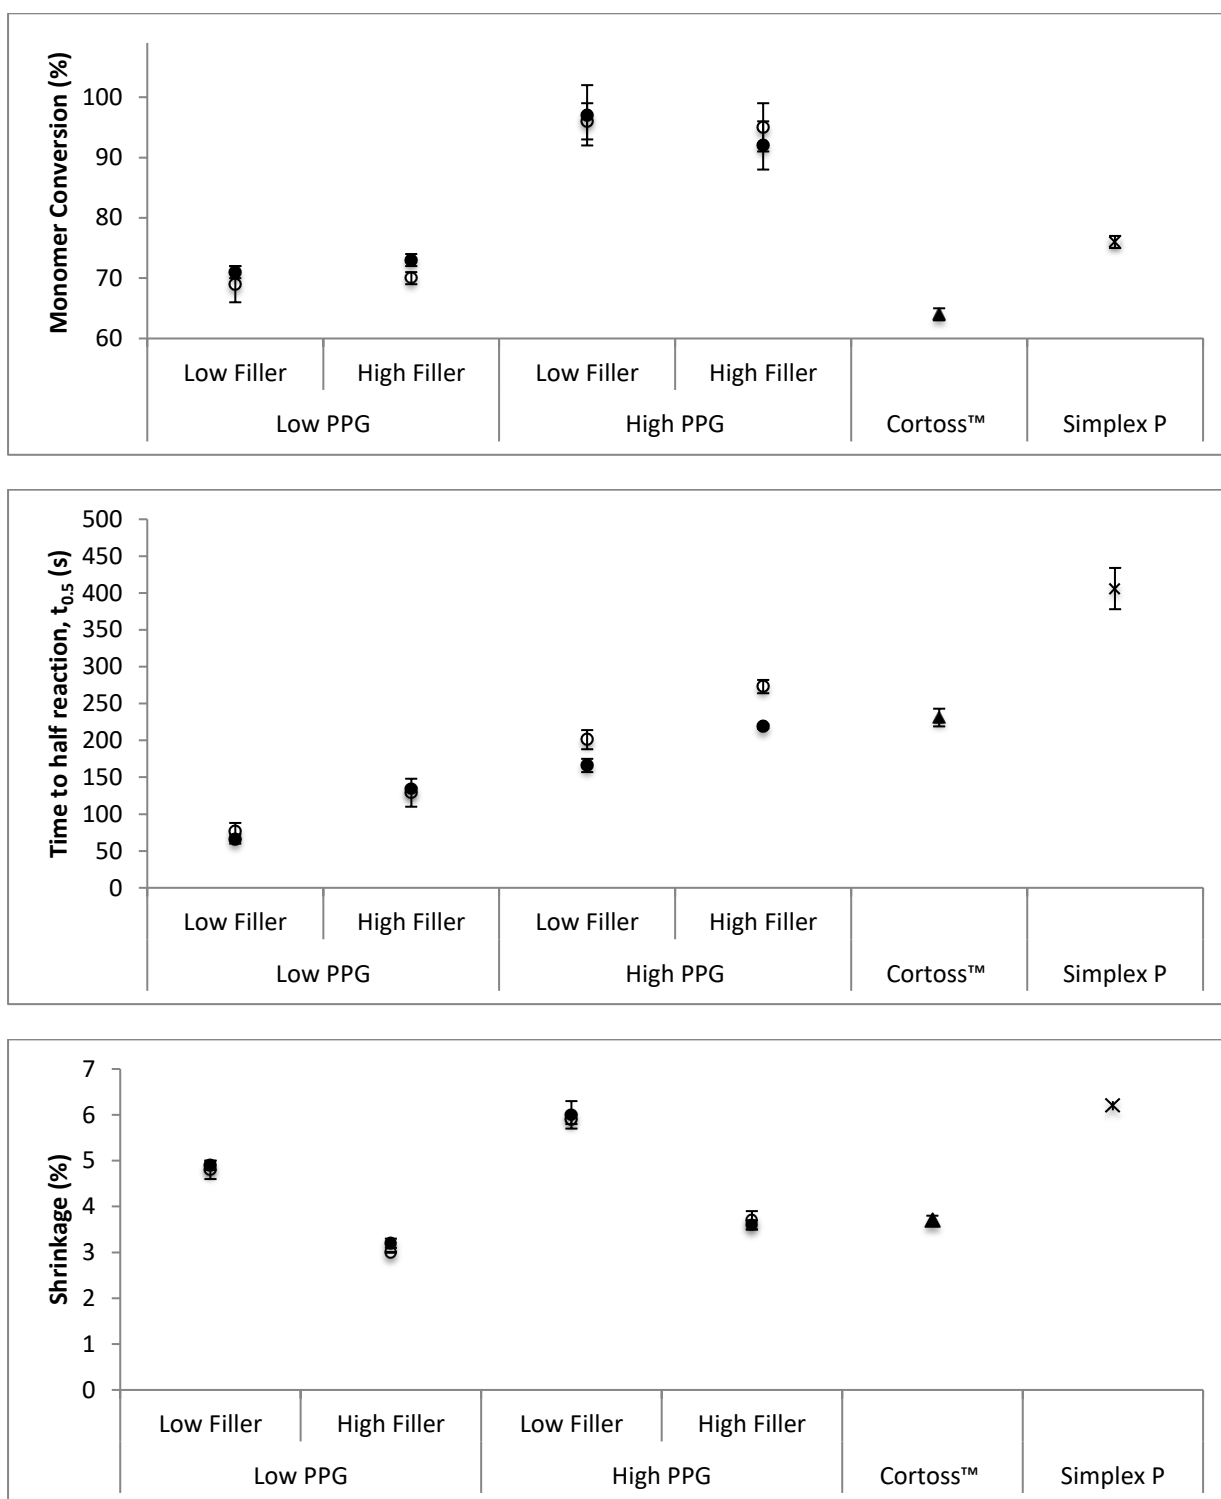 Monomer Conversion (%)
100
90
80
70
60
Low Filler High Filler Low Filler High Filler
Low PPG High PPG Cortoss™ Simplex P
Time to half reaction, t0.5 (s)
500
450
400
350
300
250
200
150
100
50
0
Low Filler High Filler Low Filler High Filler
Low PPG High PPG Cortoss™ Simplex P
Shrinkage (%)
7
6
5
4
3
2
1
0
Low Filler High Filler Low Filler High Filler
Low PPG High PPG Cortoss™ Simplex P